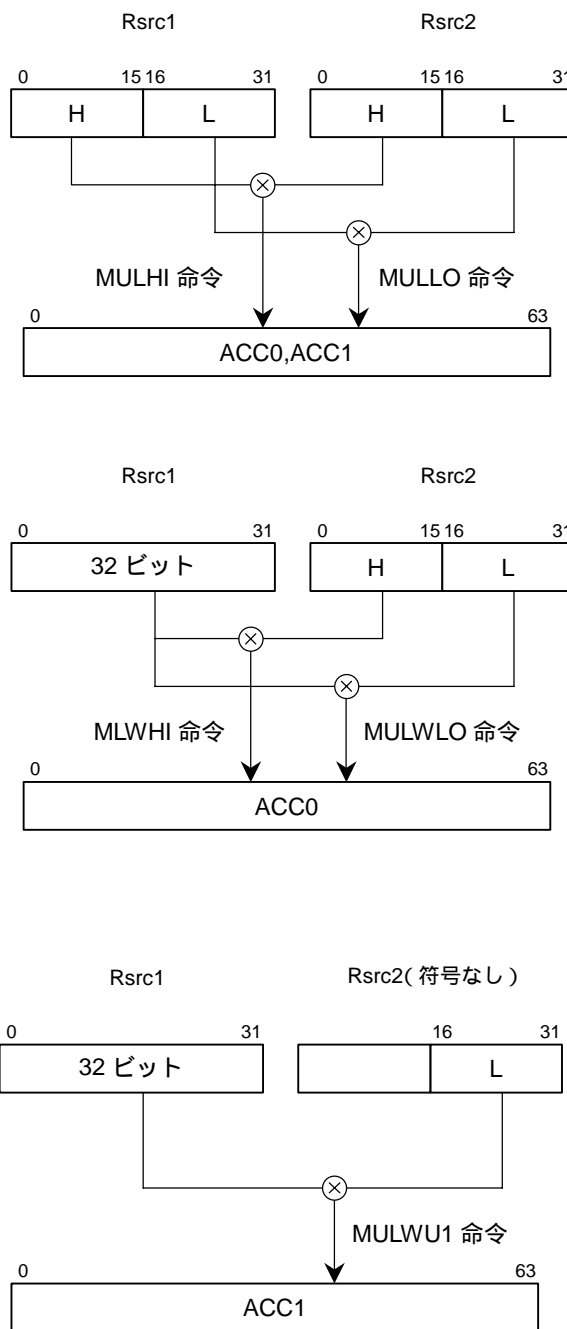 Rsrc1 Rsrc2
0 15 16 31 0 15 16 31
H L H L
MULHI 命令 MULLO 命令
0 63
ACC0,ACC1
Rsrc1 Rsrc2
0 31 0 15 16 31
32 ビット H L
MLWHI 命令 MULWLO 命令
0 63
ACC0
Rsrc1 Rsrc2(符号なし)
0 31 16 31
32 ビット L
MULWU1 命令
0 63
ACC1